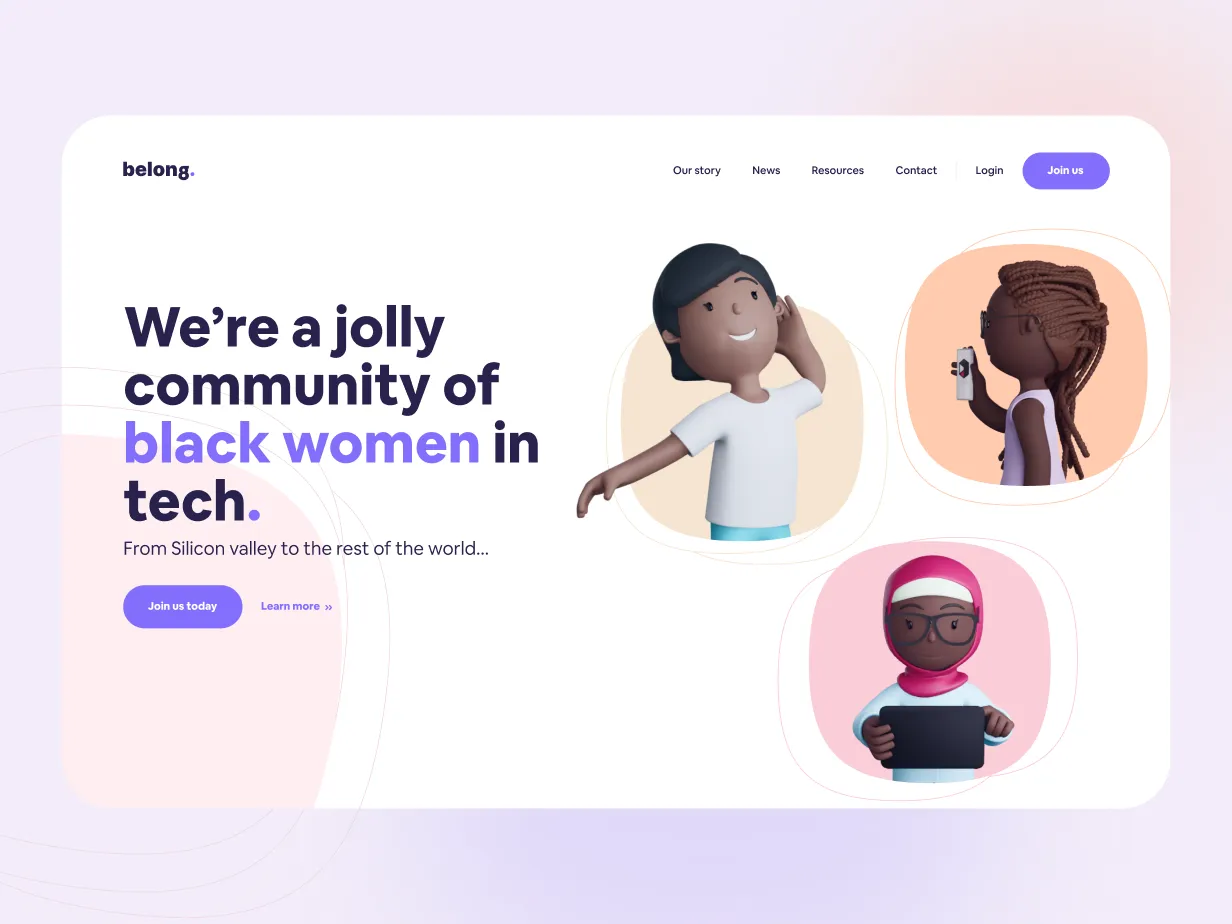 belong.
Our story
News
Resources
Contact
Login
Join us
We’re a jolly
community of
black women in
tech.
From Silicon valley to the rest of the world...
Join us today
Learn more »